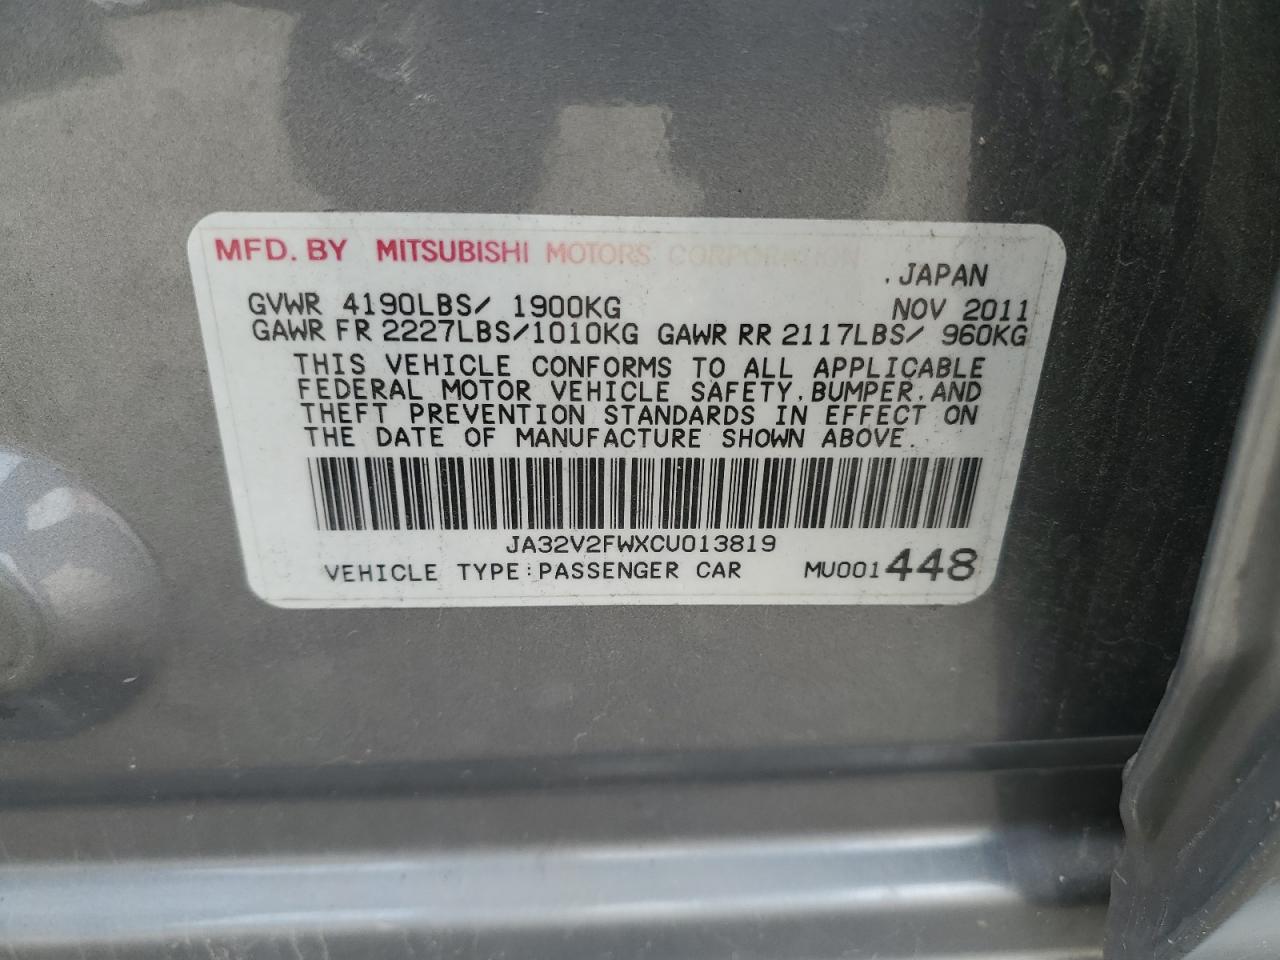 MFD. BY MITSUBISHI MOTORS CORPORATION
. JAPAN
GVWR 4190LBS/ 1900KG NOV 2011
GAWR FR 2227LBS/1010KG GAWR RR 2117LBS/ 960KG
THIS VEHICLE CONFORMS TO ALL APPLICABLE
FEDERAL MOTOR VEHICLE SAFETY, BUMPER, AND
THEFT PREVENTION STANDARDS IN EFFECT ON
THE DATE OF MANUFACTURE SHOWN ABOVE.
JA32V2FWXCU013819
VEHICLE TYPE:PASSENGER CAR MU001448